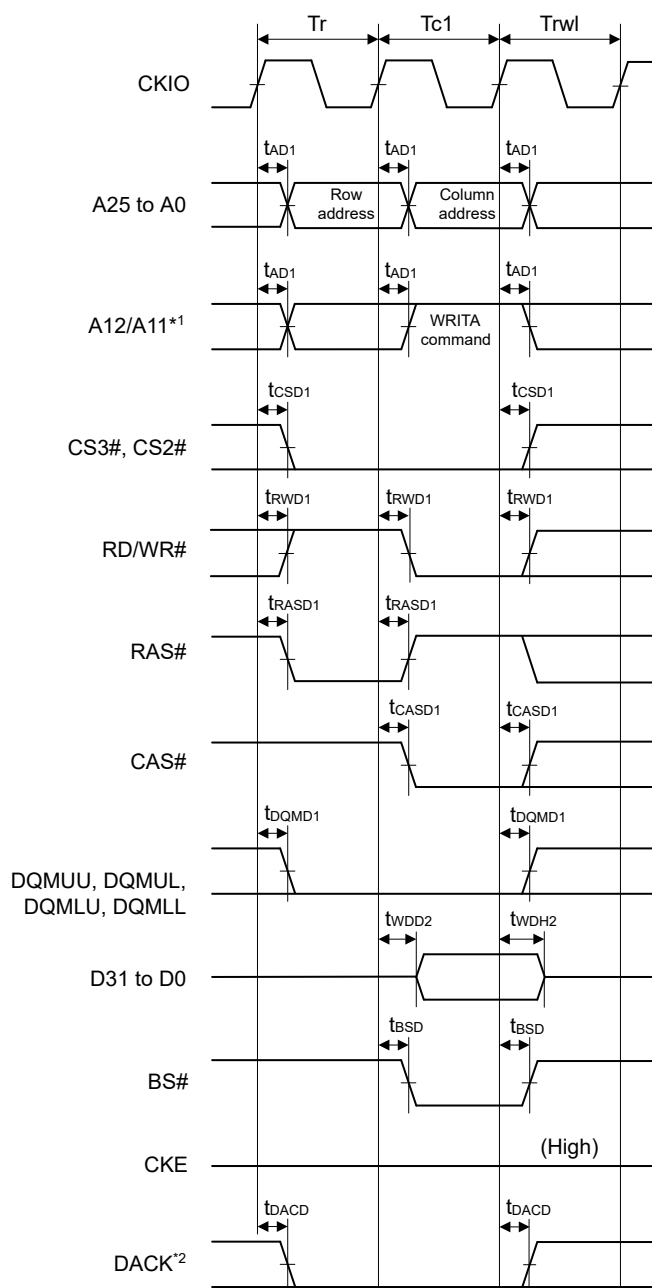 Tr Tc1 Trwl
CKIO
tAD1 tAD1 tAD1
A25 to A0
Row address
Column address
tAD1 tAD1 tAD1
A12/A11*1
WRITA command
tCSD1 tCSD1
CS3#, CS2#
tRWD1 tRWD1 tRWD1
RD/WR#
tRASD1 tRASD1
RAS#
tCASD1 tCASD1
CAS#
tDQMD1 tDQMD1
DQMUU, DQMUL,
DQMLU, DQMLL
tWDD2 tWDH2
D31 to D0
tBSD tBSD
BS#
(High)
CKE
tDACD tDACD
DACK*2